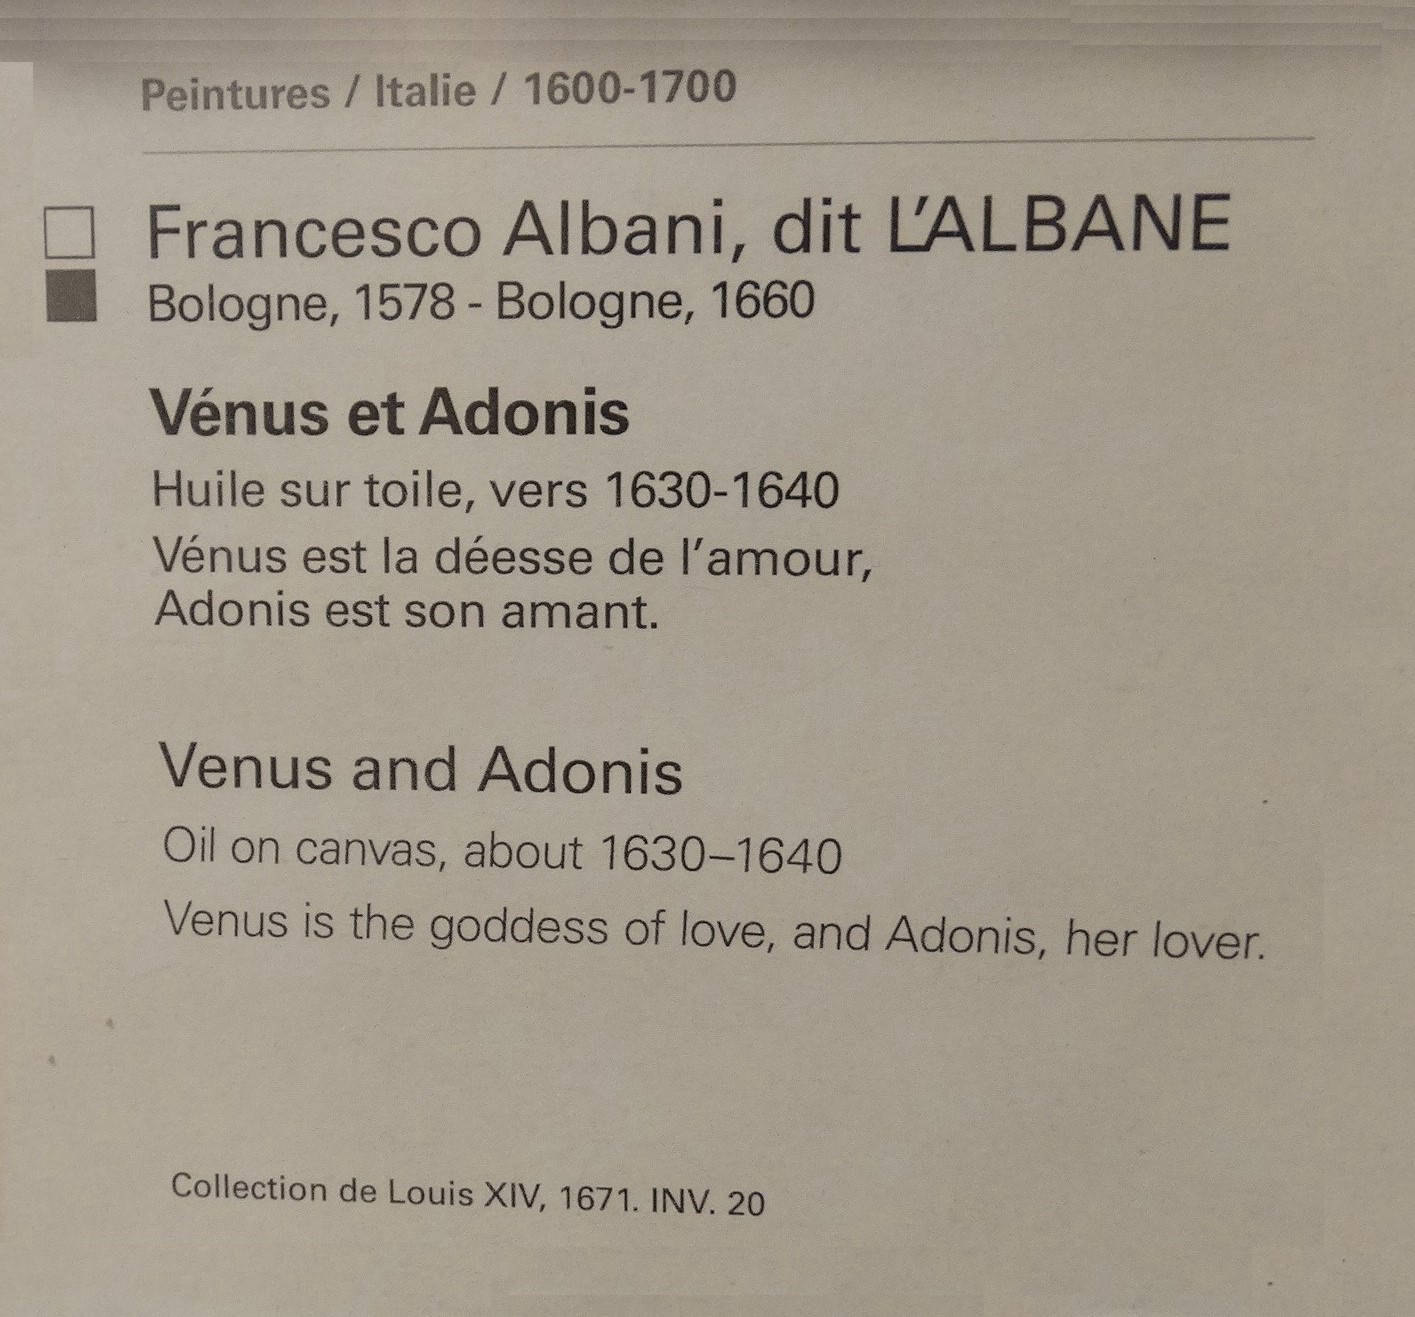 Peintures / Italie / 1600-1700
Francesco Albani, dit L'ALBANE
Bologne, 1578 - Bologne, 1660
Vénus et Adonis
Huile sur toile, vers 1630-1640
Vénus est la déesse de l'amour,
Adonis est son amant.
Venus and Adonis
Oil on canvas, about 1630–1640
Venus is the goddess of love, and Adonis, her lover.
Collection de Louis XIV, 1671. INV. 20